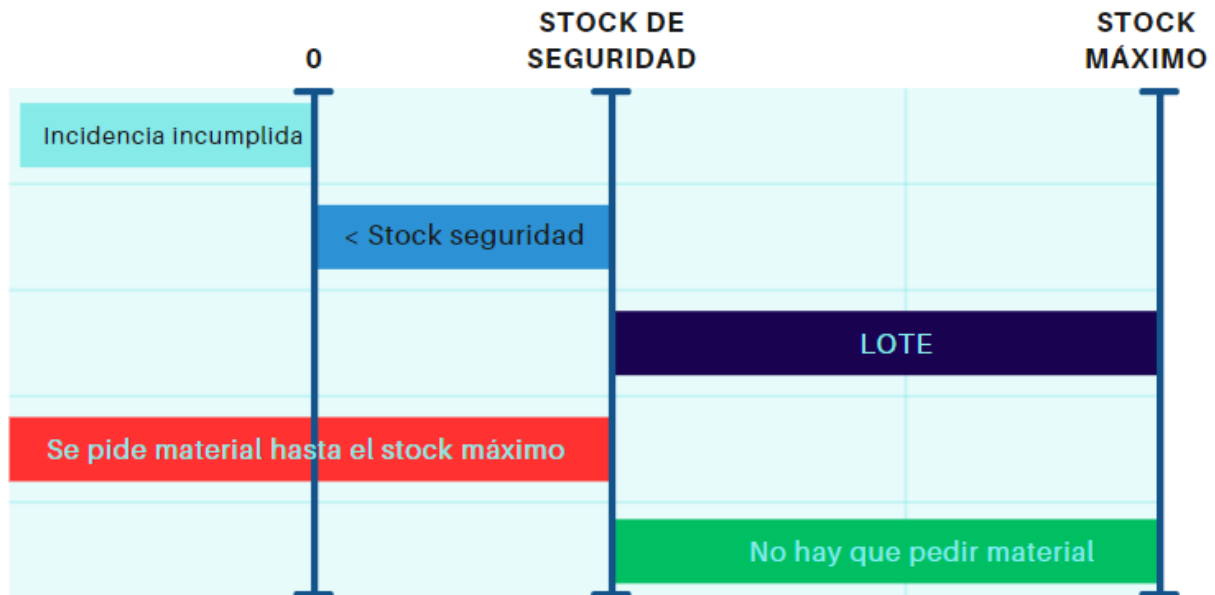 0
STOCK DE
SEGURIDAD
STOCK
MÁXIMO
Incidencia incumplida
< Stock seguridad
LOTE
Se pide material hasta el stock máximo
No hay que pedir material